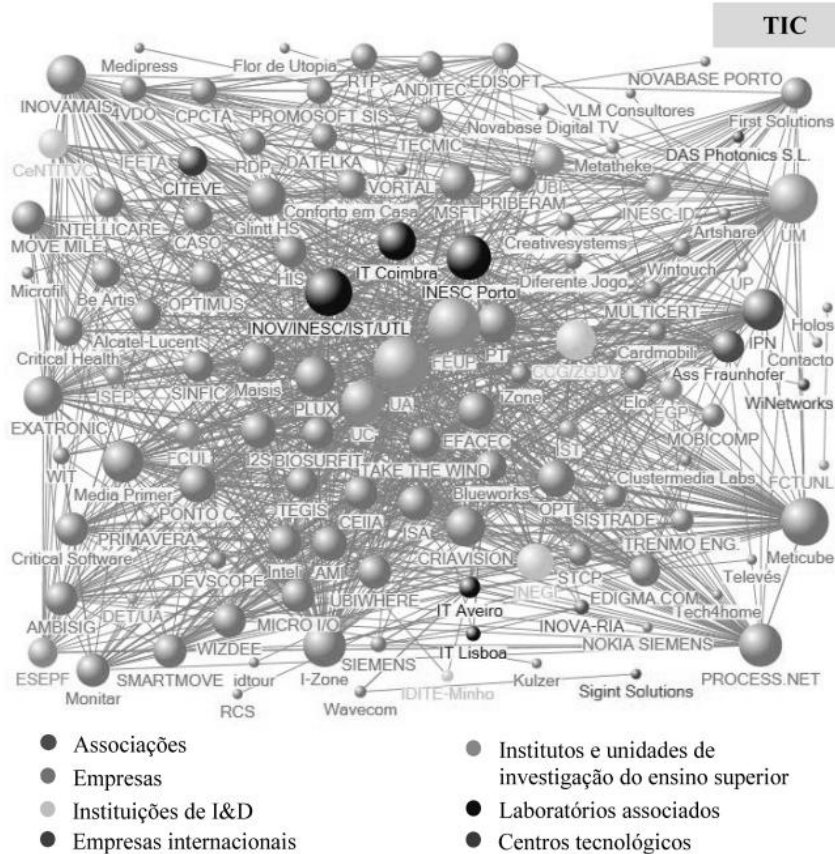 TIC
Medipress
Flor de Utopia
RTP
ANDITEC
EDISOFT
NOVABASE PORTO
INOVAMAIS
4VDO
CPCTA
PROMOSOFT SIS
VLM Consultores
First Solutions
Novabase Digital TV
TECMIC
CeNTITVC
IEETA
RDP
DATELKA
Metatheke
DAS Photonics S.L.
CITEVE
VORTAL
UBI
PRIBERAM
INTELLICARE
Glintt HS
Conforto em Casa
MSFT
INESC-ID
MOVE MILE
CASO
Creativesystems
Artshare
UM
HIS
IT Coimbra
Wintouch
Microfil
Be Artis
OPTIMUS
INESC Porto
Diferente Jogo
UP
INOV/INESC/IST/UTL
MULTICERT
Holos
Alcatel-Lucent
FEUP
PT
Cardmobili
IPN
Critical Health
CCG/ZGDV
Contacto
ISEP
SINFIC
Maisis
UA
iZone
Ass Fraunhofer
PLUX
Elo
EGP
WiNetworks
EXATRONIC
UC
EFACEC
IST
MOBICOMP
FCUL
I2S
BIOSURFIT
TAKE THE WIND
WIT
Clustermedia Labs
Media Primer
Blueworks
FCTUNL
PONTO C
TEGIS
CEIIA
ISA
OPT
SISTRADE
PRIMAVERA
CRIAVISION
TRENMO ENG.
Meticube
Critical Software
DEVSCOPE
Intel
AMI
INEGI
STCP
Televés
UBIWHERE
EDIGMA.COM
Tech4home
AMBISIG
DET/UA
MICRO I/O
IT Aveiro
INOVA-RIA
WIZDEE
IT Lisboa
NOKIA SIEMENS
ESEPF
SMARTMOVE
idtour
I-Zone
SIEMENS
PROCESS.NET
Monitar
IDITE-Minho
Kulzer
Sigint Solutions
RCS
Wavecom
Associações
Empresas
Instituições de I&D
Empresas internacionais
Institutos e unidades de
investigação do ensino superior
Laboratórios associados
Centros tecnológicos